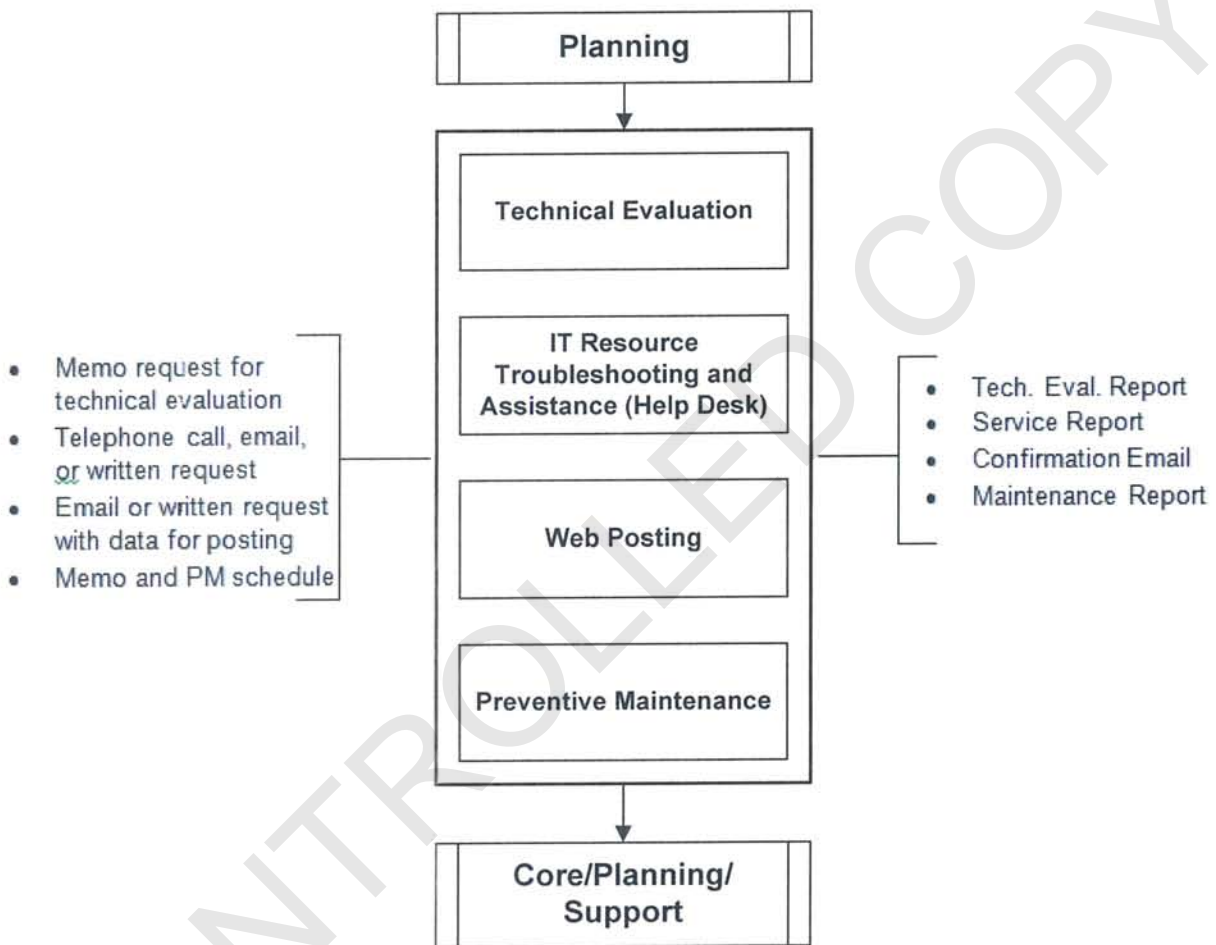 Planning
Technical Evaluation
IT Resource
Troubleshooting and
Assistance (Help Desk)
Web Posting
Preventive Maintenance
• Memo request for
technical evaluation
• Telephone call, email,
or written request
• Email or written request
with data for posting
• Memo and PM schedule
• Tech. Eval. Report
• Service Report
• Confirmation Email
• Maintenance Report
Core/Planning/
Support
NTROLLED COPY